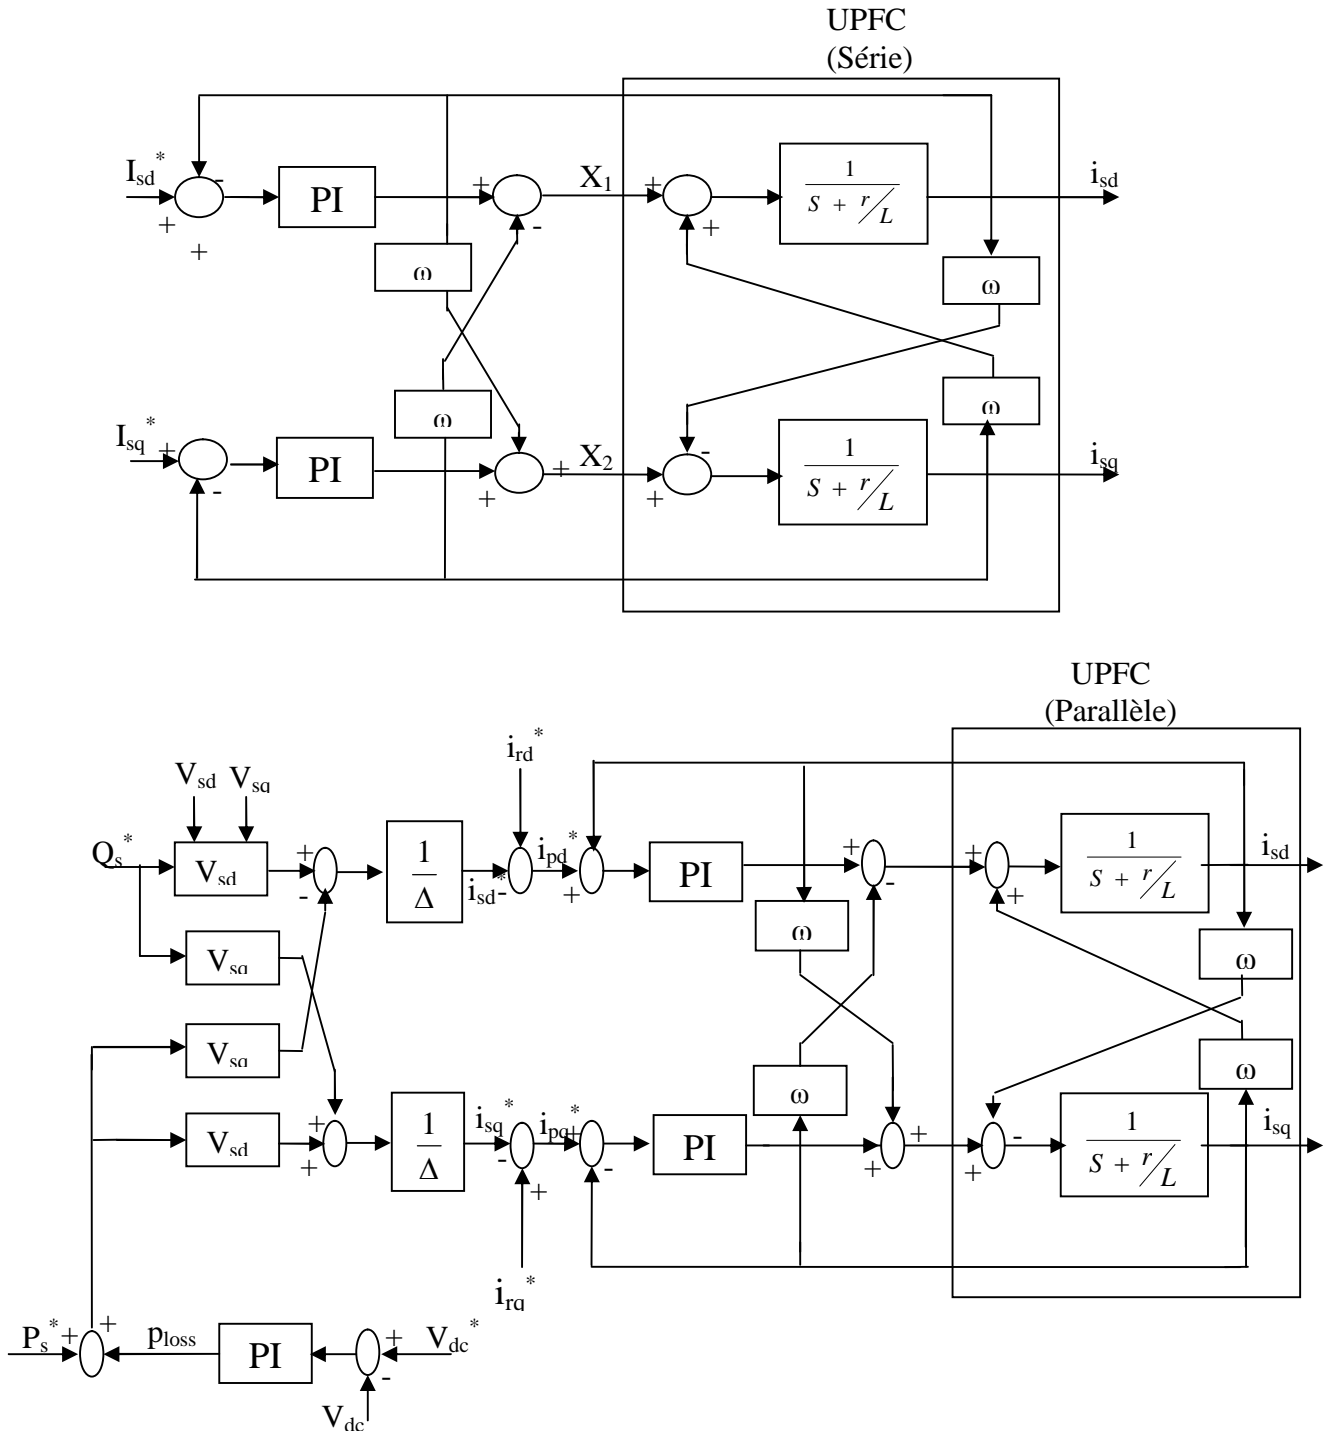 UPFC
(Série)
I_sd*
-
+
+
PI
+
-
X₁
+
+
1
S + r/L
i_sd
ω
ω
ω
ω
I_sq*
+
-
PI
+
+
X₂
+
-
1
S + r/L
i_sq
UPFC
(Parallèle)
i_rd*
V_sd
V_sq
Q_s*
V_sd
+
-
1
Δ
i_sd*
-
i_pd*
+
PI
+
-
+
+
1
S + r/L
i_sd
V_sq
ω
ω
V_sq
ω
ω
V_sd
+
+
1
Δ
i_sq*
-
+
i_pq*
+
-
PI
+
+
+
-
1
S + r/L
i_sq
i_rq*
P_s*
+
+
p_loss
PI
+
-
V_dc*
V_dc